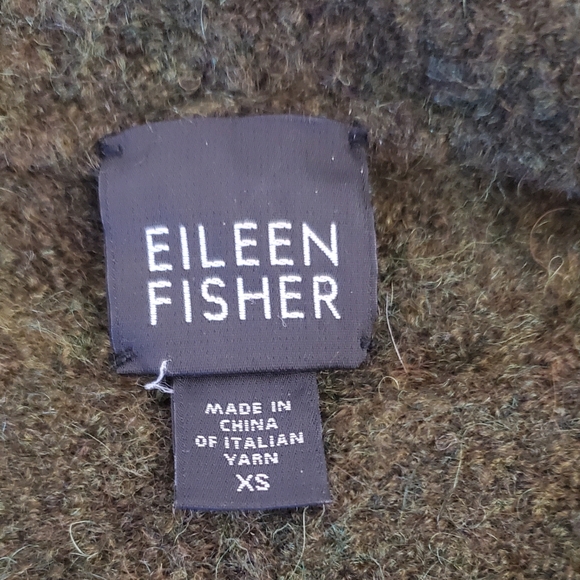 EILEEN
FISHER
MADE IN
CHINA
OF ITALIAN
YARN
XS